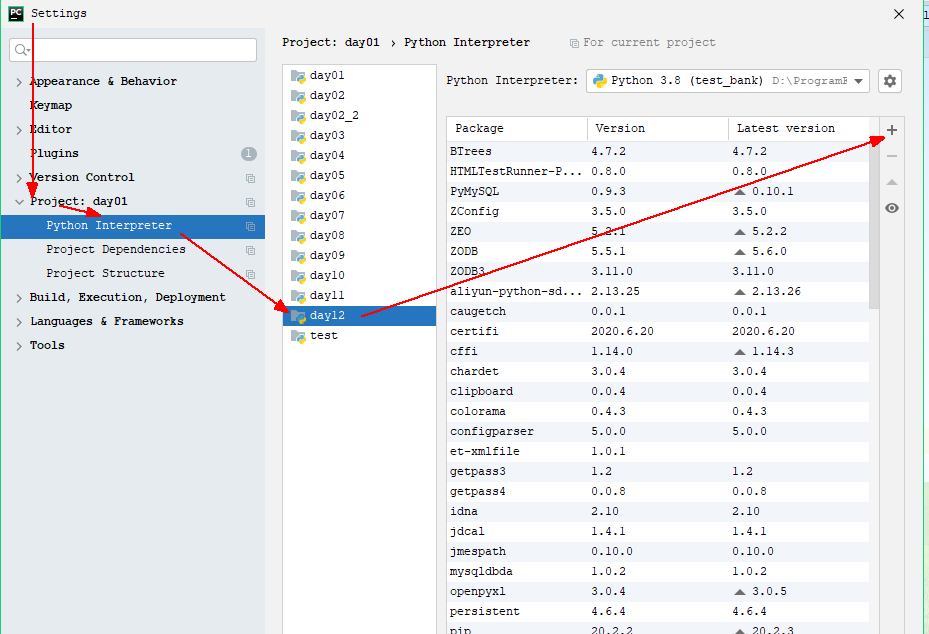 PC Settings
Project: day01 › Python Interpreter For current project
Appearance & Behavior
Keymap
Editor
Plugins 1
Version Control
Project: day01
Python Interpreter
Project Dependencies
Project Structure
Build, Execution, Deployment
Languages & Frameworks
Tools
day01
day02
day02_2
day03
day04
day05
day06
day07
day08
day09
day10
day11
day12
test
Python Interpreter: Python 3.8 (test_bank) D:\Program
Package Version Latest version
BTrees 4.7.2 4.7.2
HTMLTestRunner-P... 0.8.0 0.8.0
PyMySQL 0.9.3 0.10.1
ZConfig 3.5.0 3.5.0
ZEO 5.2.1 5.2.2
ZODB 5.5.1 5.6.0
ZODB3 3.11.0 3.11.0
aliyun-python-sd... 2.13.25 2.13.26
caugetch 0.0.1 0.0.1
certifi 2020.6.20 2020.6.20
cffi 1.14.0 1.14.3
chardet 3.0.4 3.0.4
clipboard 0.0.4 0.0.4
colorama 0.4.3 0.4.3
configparser 5.0.0 5.0.0
et-xmlfile 1.0.1
getpass3 1.2 1.2
getpass4 0.0.8 0.0.8
idna 2.10 2.10
jdcal 1.4.1 1.4.1
jmespath 0.10.0 0.10.0
mysqldbda 1.0.2 1.0.2
openpyxl 3.0.4 3.0.5
persistent 4.6.4 4.6.4
pip 20.2.2 20.2.3